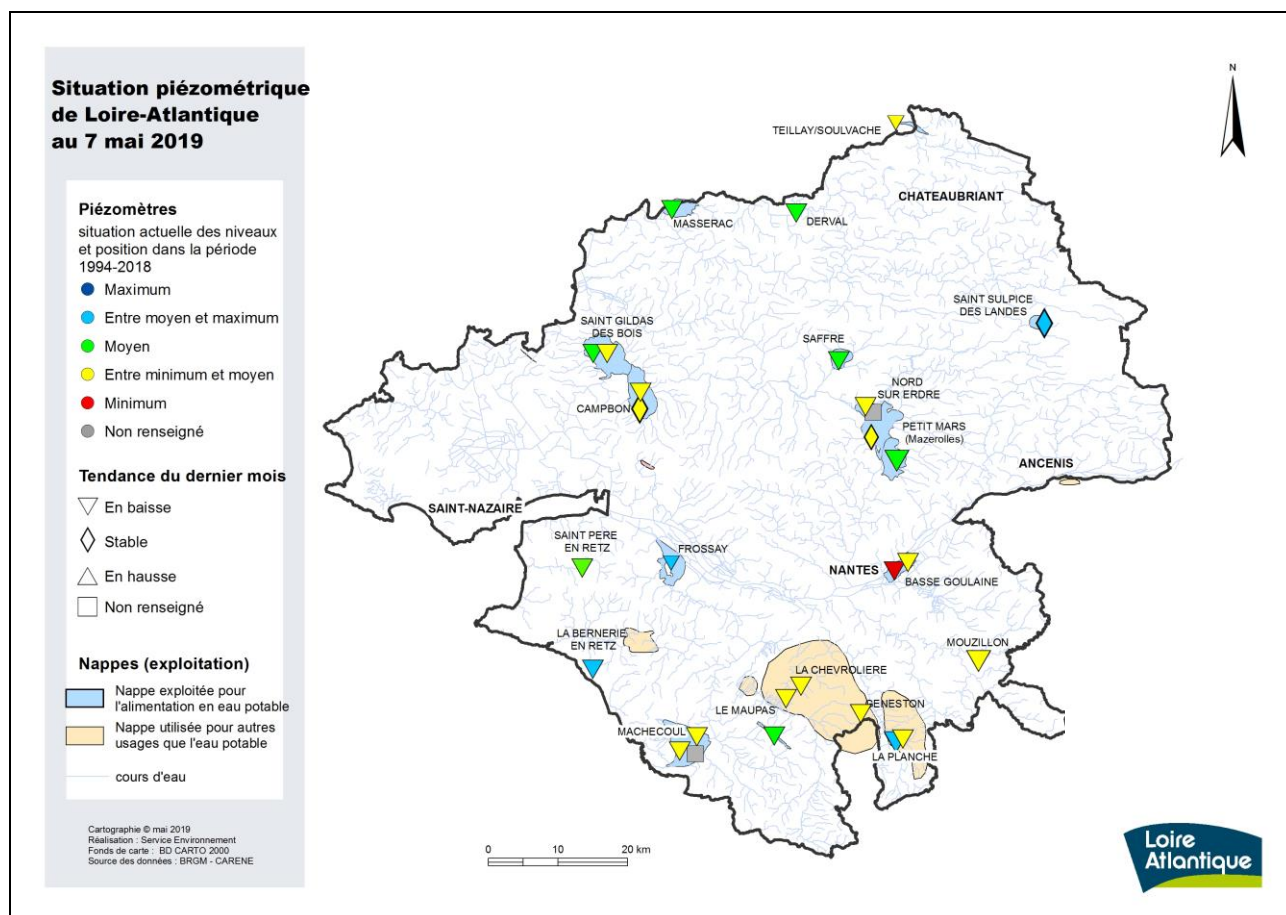 Situation piézométrique
de Loire-Atlantique
au 7 mai 2019
Piézomètres
situation actuelle des niveaux
et position dans la période
1994-2018
Maximum
Entre moyen et maximum
Moyen
Entre minimum et moyen
Minimum
Non renseigné
Tendance du dernier mois
En baisse
Stable
En hausse
Non renseigné
Nappes (exploitation)
Nappe exploitée pour
l'alimentation en eau potable
Nappe utilisée pour autres
usages que l'eau potable
cours d'eau
Cartographie © mai 2019
Réalisation : Service Environnement
Fonds de carte : BD CARTO 2000
Source des données : BRGM - CARENE
N
TEILLAY/SOULVACHE
CHATEAUBRIANT
MASSERAC
DERVAL
SAINT SULPICE
DES LANDES
SAINT GILDAS
DES BOIS
SAFFRE
NORD
SUR ERDRE
CAMPBON
PETIT MARS
(Mazerolles)
ANCENIS
SAINT-NAZAIRE
SAINT PERE
EN RETZ
FROSSAY
NANTES
BASSE GOULAINE
LA BERNERIE
EN RETZ
MOUZILLON
LA CHEVROLIERE
LE MAUPAS
GENESTON
MACHECOUL
LA PLANCHE
0 10 20 km
Loire
Atlantique